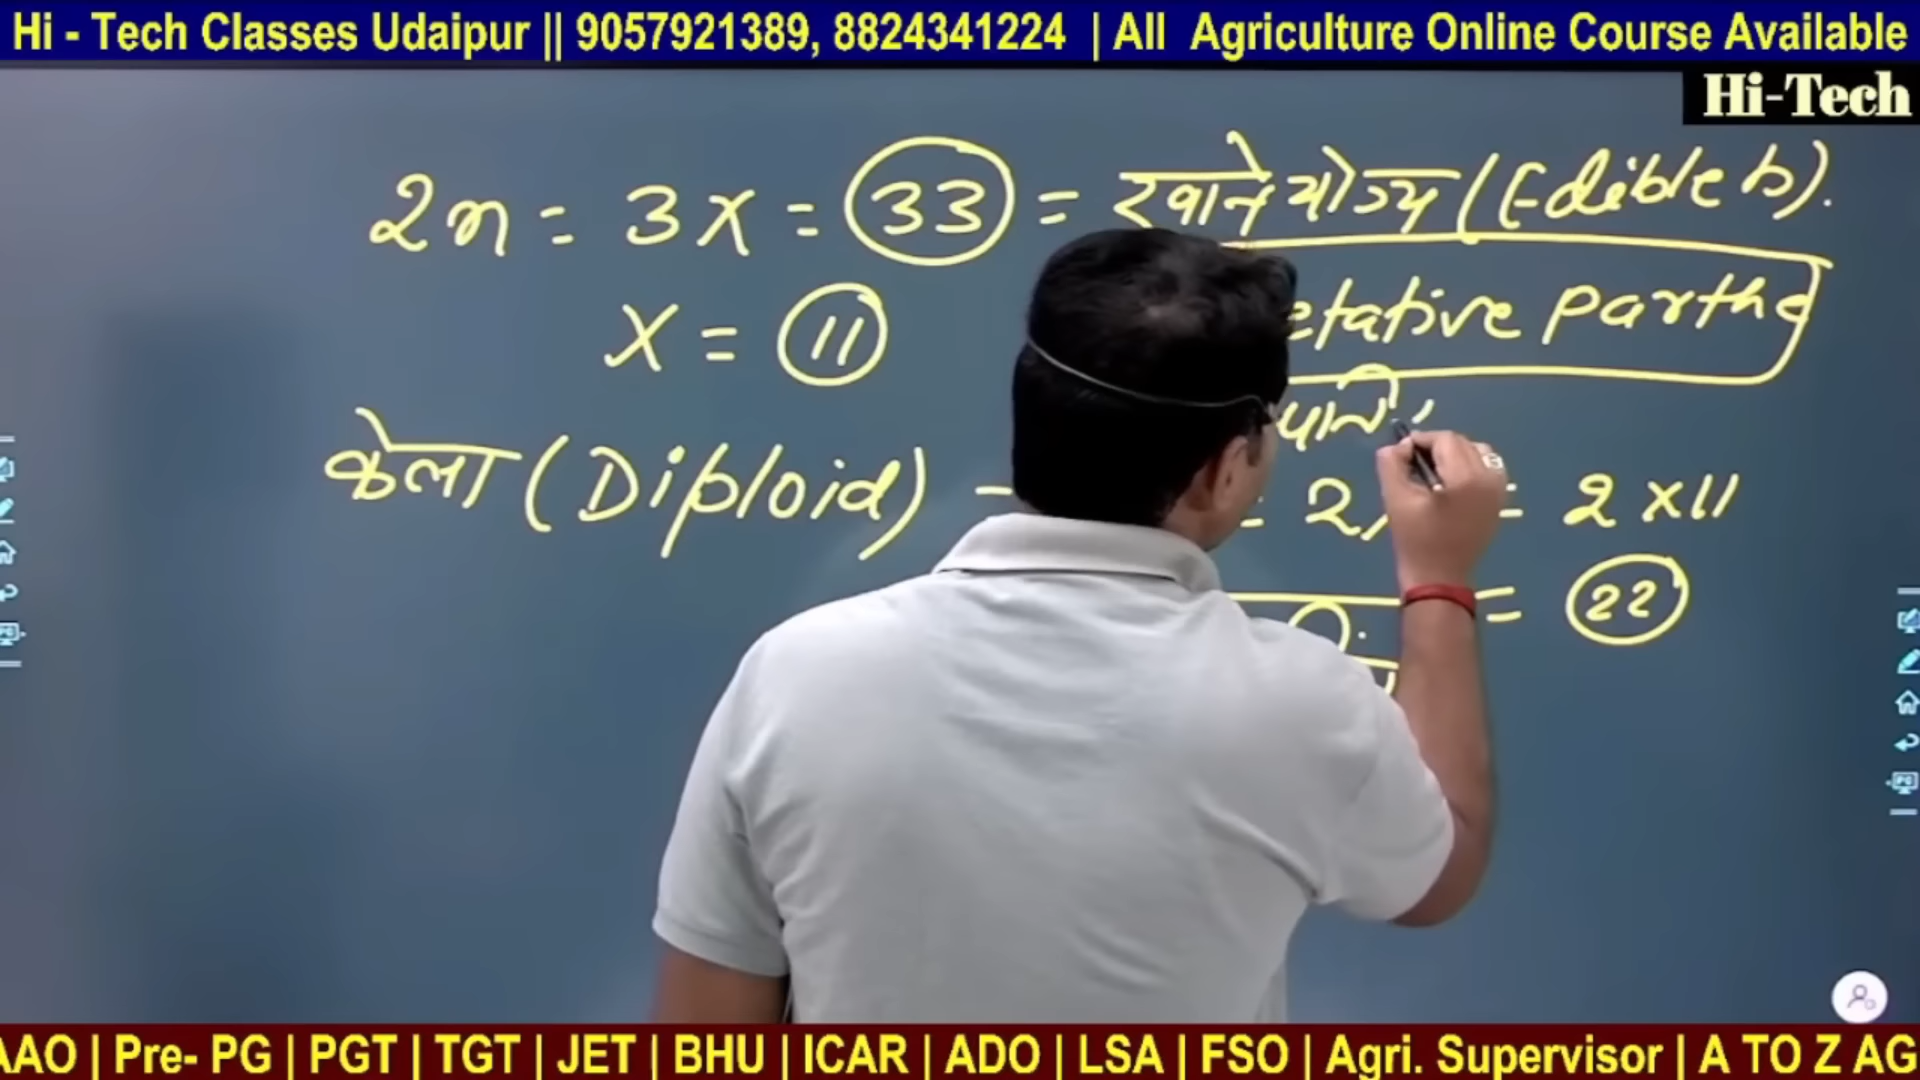 Hi - Tech Classes Udaipur || 9057921389, 8824341224 | All Agriculture Online Course Available
Hi-Tech
2n = 3x = 33 = खाने योग्य (Edible b).
x = 11
etative Parthe
केला (Diploid) - = 2 = 2 x 11
= 22
AAO | Pre- PG | PGT | TGT | JET | BHU | ICAR | ADO | LSA | FSO | Agri. Supervisor | A TO Z AG